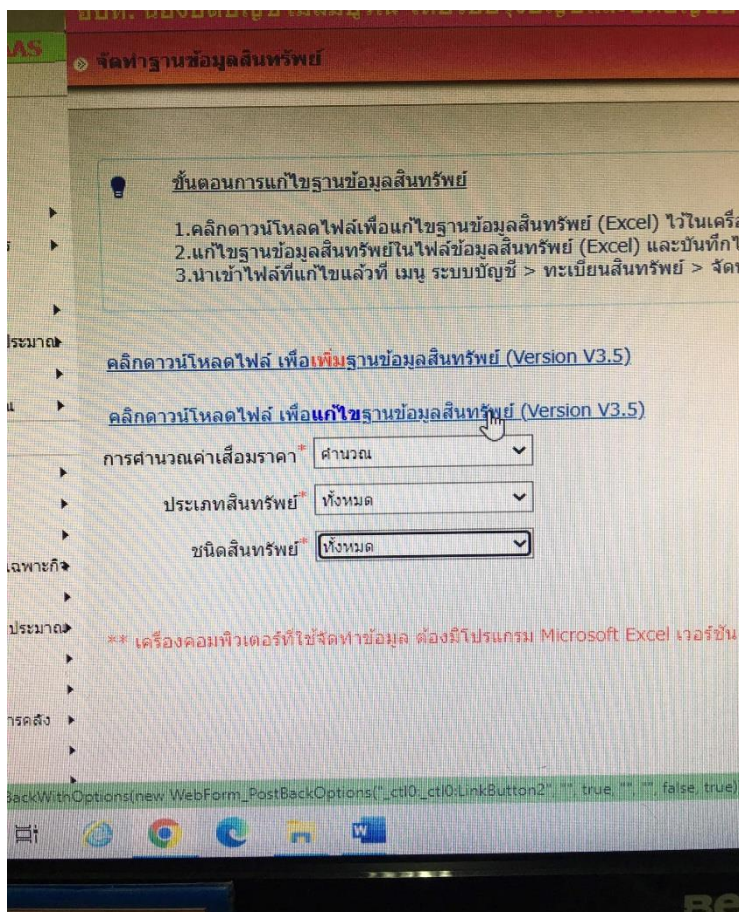 AAS
จัดทำฐานข้อมูลสินทรัพย์
ขั้นตอนการแก้ไขฐานข้อมูลสินทรัพย์
1.คลิกดาวน์โหลดไฟล์เพื่อแก้ไขฐานข้อมูลสินทรัพย์ (Excel) ไว้ในเครื่อ
2.แก้ไขฐานข้อมูลสินทรัพย์ในไฟล์ข้อมูลสินทรัพย์ (Excel) และบันทึกไ
3.นำเข้าไฟล์ที่แก้ไขแล้วที่ เมนู ระบบบัญชี > ทะเบียนสินทรัพย์ > จัดท
ประมาณ
คลิกดาวน์โหลดไฟล์ เพื่อเพิ่มฐานข้อมูลสินทรัพย์ (Version V3.5)
คลิกดาวน์โหลดไฟล์ เพื่อแก้ไขฐานข้อมูลสินทรัพย์ (Version V3.5)
การคำนวณค่าเสื่อมราคา* คำนวณ
ประเภทสินทรัพย์* ทั้งหมด
ชนิดสินทรัพย์* ทั้งหมด
เฉพาะกิจ
ประมาณ
** เครื่องคอมพิวเตอร์ที่ใช้จัดทำข้อมูล ต้องมีโปรแกรม Microsoft Excel เวอร์ชัน
ารคลัง
BackWithOptions(new WebForm_PostBackOptions("_ctl0:_ctl0:LinkButton2", "", true, "", "", false, true)
W
Be